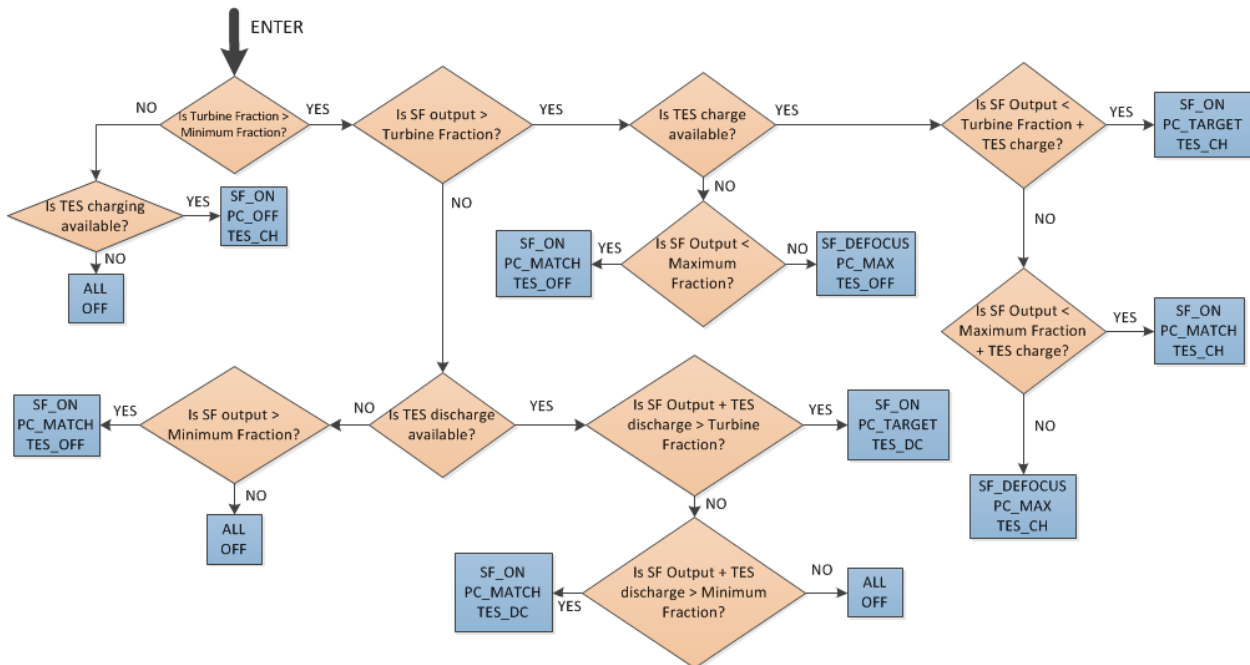 ENTER
NO
Is Turbine Fraction >
Minimum Fraction?
YES
Is SF output >
Turbine Fraction?
YES
Is TES charge
available?
YES
Is SF Output <
Turbine Fraction +
TES charge?
YES
SF_ON
PC_TARGET
TES_CH
Is TES charging
available?
YES
SF_ON
PC_OFF
TES_CH
NO
ALL
OFF
NO
NO
SF_ON
PC_MATCH
TES_OFF
YES
Is SF Output <
Maximum
Fraction?
NO
SF_DEFOCUS
PC_MAX
TES_OFF
NO
Is SF Output <
Maximum Fraction
+ TES charge?
YES
SF_ON
PC_MATCH
TES_CH
NO
SF_DEFOCUS
PC_MAX
TES_CH
SF_ON
PC_MATCH
TES_OFF
YES
Is SF output >
Minimum Fraction?
NO
Is TES discharge
available?
YES
Is SF Output + TES
discharge > Turbine
Fraction?
YES
SF_ON
PC_TARGET
TES_DC
NO
ALL
OFF
NO
SF_ON
PC_MATCH
TES_DC
YES
Is SF Output + TES
discharge > Minimum
Fraction?
NO
ALL
OFF